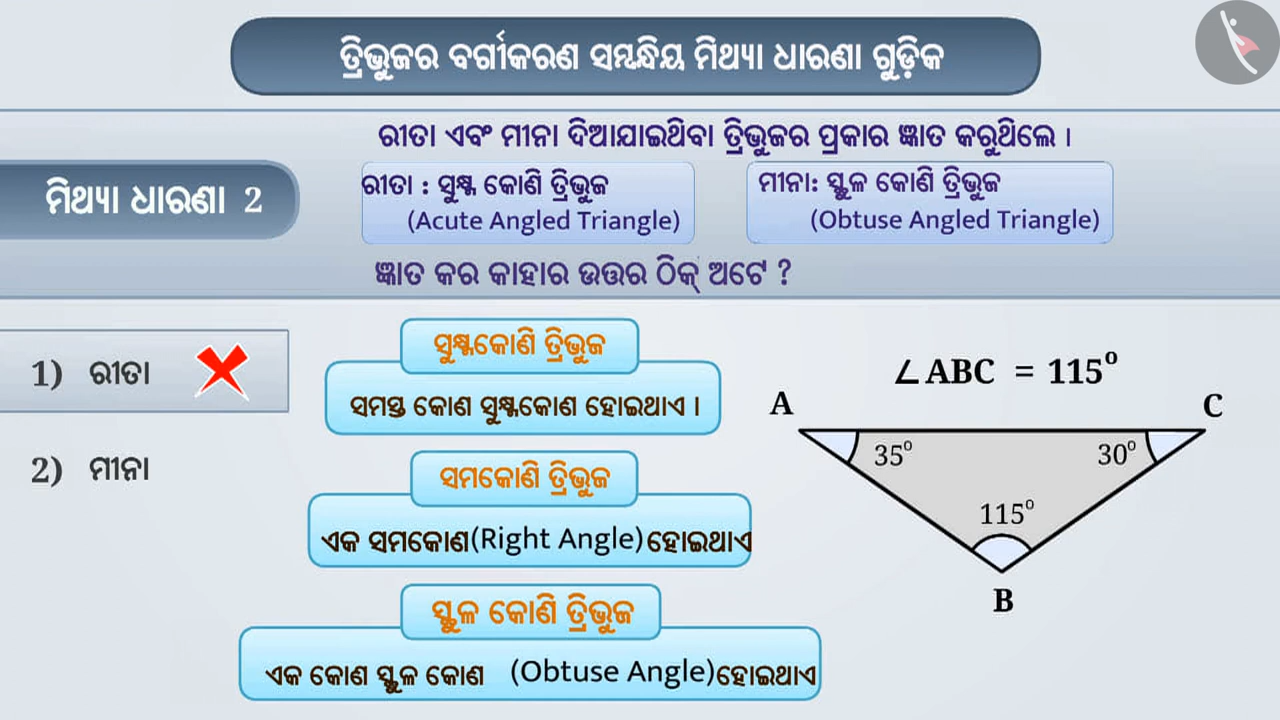 ତ୍ରିଭୁଜର ବର୍ଗୀକରଣ ସମ୍ବନ୍ଧିୟ ମିଥ୍ୟା ଧାରଣା ଗୁଡ଼ିକ
ରୀତା ଏବଂ ମୀନା ଦିଆଯାଇଥିବା ତ୍ରିଭୁଜର ପ୍ରକାର ଜ୍ଞାତ କରୁଥିଲେ ।
ମିଥ୍ୟା ଧାରଣା 2
ରୀତା : ସୁକ୍ଷ୍ମ କୋଣି ତ୍ରିଭୁଜ
(Acute Angled Triangle)
ମୀନା: ସ୍ଥୁଳ କୋଣି ତ୍ରିଭୁଜ
(Obtuse Angled Triangle)
ଜ୍ଞାତ କର କାହାର ଉତ୍ତର ଠିକ୍ ଅଟେ ?
1) ରୀତା
2) ମୀନା
ସୁକ୍ଷ୍ମକୋଣି ତ୍ରିଭୁଜ
ସମସ୍ତ କୋଣ ସୁକ୍ଷ୍ମକୋଣ ହୋଇଥାଏ ।
ସମକୋଣି ତ୍ରିଭୁଜ
ଏକ ସମକୋଣ(Right Angle)ହୋଇଥାଏ
ସ୍ଥୁଳ କୋଣି ତ୍ରିଭୁଜ
ଏକ କୋଣ ସ୍ଥୁଳ କୋଣ (Obtuse Angle)ହୋଇଥାଏ
∠ABC = 115°
A C
35° 30°
115°
B